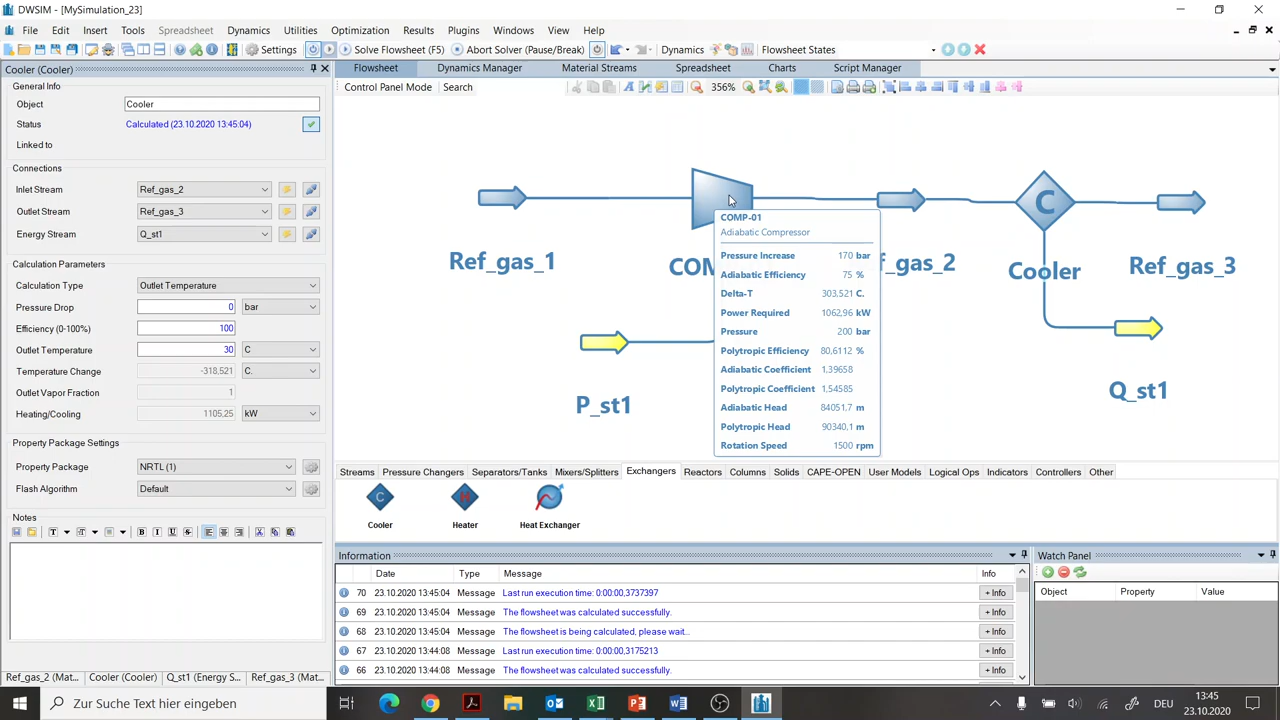 DWSIM - [MySimulation_23]
File Edit Insert Tools Spreadsheet Dynamics Utilities Optimization Results Plugins Windows View Help
Settings Solve Flowsheet (F5) Abort Solver (Pause/Break) Dynamics Flowsheet States
Cooler (Cooler)
General Info
Object Cooler
Status Calculated (23.10.2020 13:45:04)
Linked to
Connections
Inlet Stream Ref_gas_2
Outlet Stream Ref_gas_3
Energy Stream Q_st1
Calculation Parameters
Calculation Type Outlet Temperature
Pressure Drop 0 bar
Efficiency (0-100%) 100
Outlet Temperature 30 C
Temperature Change -318,521 C.
Outlet Vapor Fraction 1
Heating/Cooling 1105,25 kW
Property Package Settings
Property Package NRTL (1)
Flash Algorithm Default
Notes
Ref_gas_2 (Mat... Cooler (Cooler) Q_st1 (Energy S... Ref_gas_2 (Mat...
Flowsheet Dynamics Manager Material Streams Spreadsheet Charts Script Manager
Control Panel Mode Search 356%
C
Ref_gas_1
COM
f_gas_2
Cooler
Ref_gas_3
P_st1
Q_st1
COMP-01
Adiabatic Compressor
Pressure Increase 170 bar
Adiabatic Efficiency 75 %
Delta-T 303,521 C.
Power Required 1062,96 kW
Pressure 200 bar
Polytropic Efficiency 80,6112 %
Adiabatic Coefficient 1,39658
Polytropic Coefficient 1,54585
Adiabatic Head 84051,7 m
Polytropic Head 90340,1 m
Rotation Speed 1500 rpm
Streams Pressure Changers Separators/Tanks Mixers/Splitters Exchangers Reactors Columns Solids CAPE-OPEN User Models Logical Ops Indicators Controllers Other
C H
Cooler Heater Heat Exchanger
Information
Date Type Message Info
70 23.10.2020 13:45:04 Message Last run execution time: 0:00:00,3737397 + Info
69 23.10.2020 13:45:04 Message The flowsheet was calculated successfully. + Info
68 23.10.2020 13:45:04 Message The flowsheet is being calculated, please wait... + Info
67 23.10.2020 13:44:08 Message Last run execution time: 0:00:00,3175213 + Info
66 23.10.2020 13:44:08 Message The flowsheet was calculated successfully. + Info
Watch Panel
Object Property Value
Zur Suche Text hier eingeben
DEU
13:45
23.10.2020